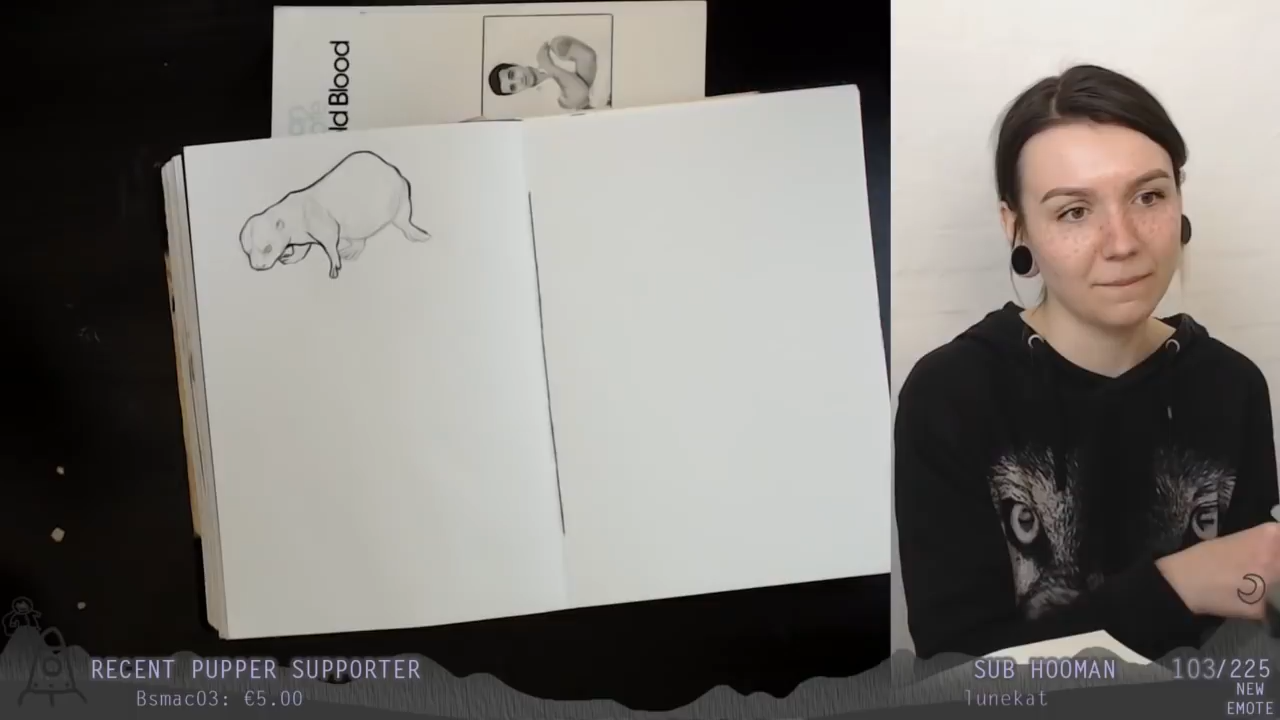 ld Blood
RECENT PUPPER SUPPORTER
Bsmac03: €5.00
SUB HOOMAN 103/225
lunekat
NEW
EMOTE